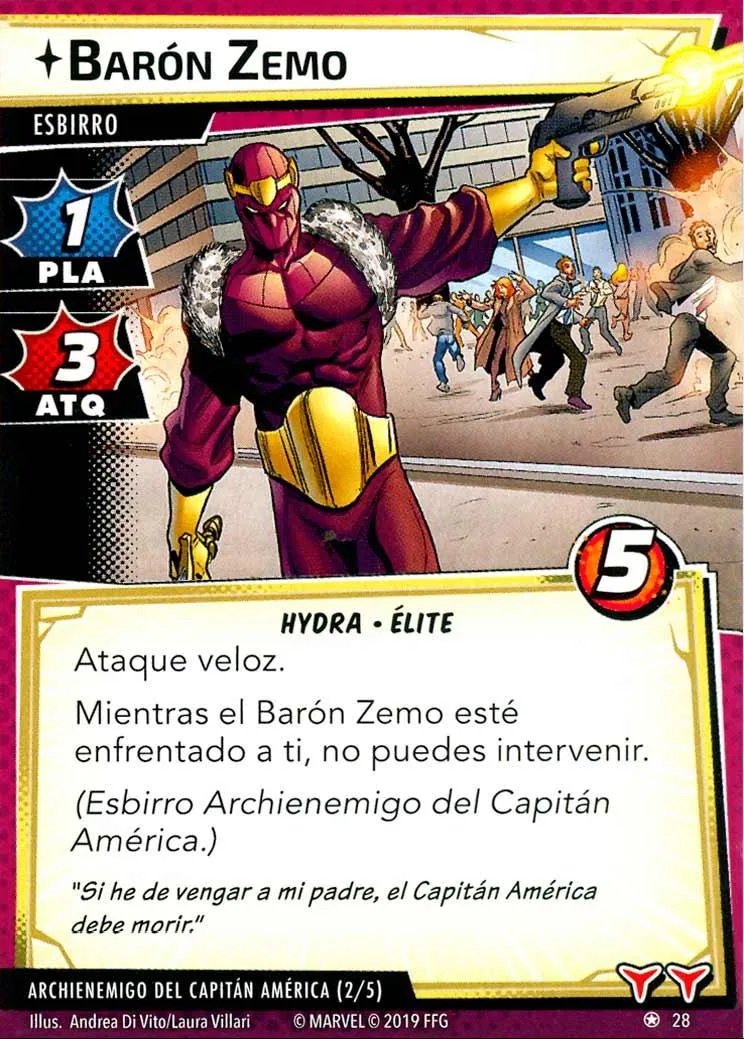 BARÓN ZEMO
ESBIRRO
1
PLA
3
ATQ
5
HYDRA • ÉLITE
Ataque veloz.
Mientras el Barón Zemo esté
enfrentado a ti, no puedes intervenir.
(Esbirro Archienemigo del Capitán
América.)
"Si he de vengar a mi padre, el Capitán América
debe morir."
ARCHIENEMIGO DEL CAPITÁN AMÉRICA (2/5)
Illus. Andrea Di Vito/Laura Villari © MARVEL © 2019 FFG 28